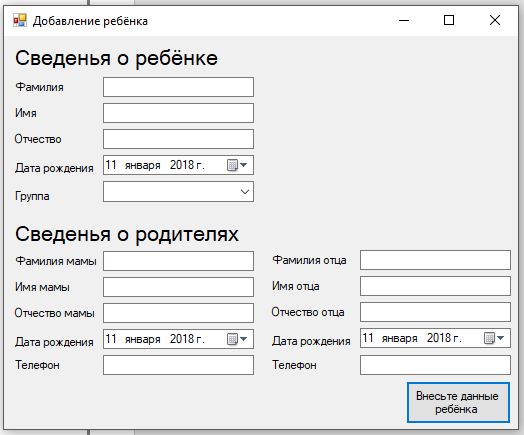 Добавление ребёнка
Сведенья о ребёнке
Фамилия
Имя
Отчество
Дата рождения 11 января 2018 г.
Группа
Сведенья о родителях
Фамилия мамы Фамилия отца
Имя мамы Имя отца
Отчество мамы Отчество отца
Дата рождения 11 января 2018 г. Дата рождения 11 января 2018 г.
Телефон Телефон
Внесьте данные
ребёнка